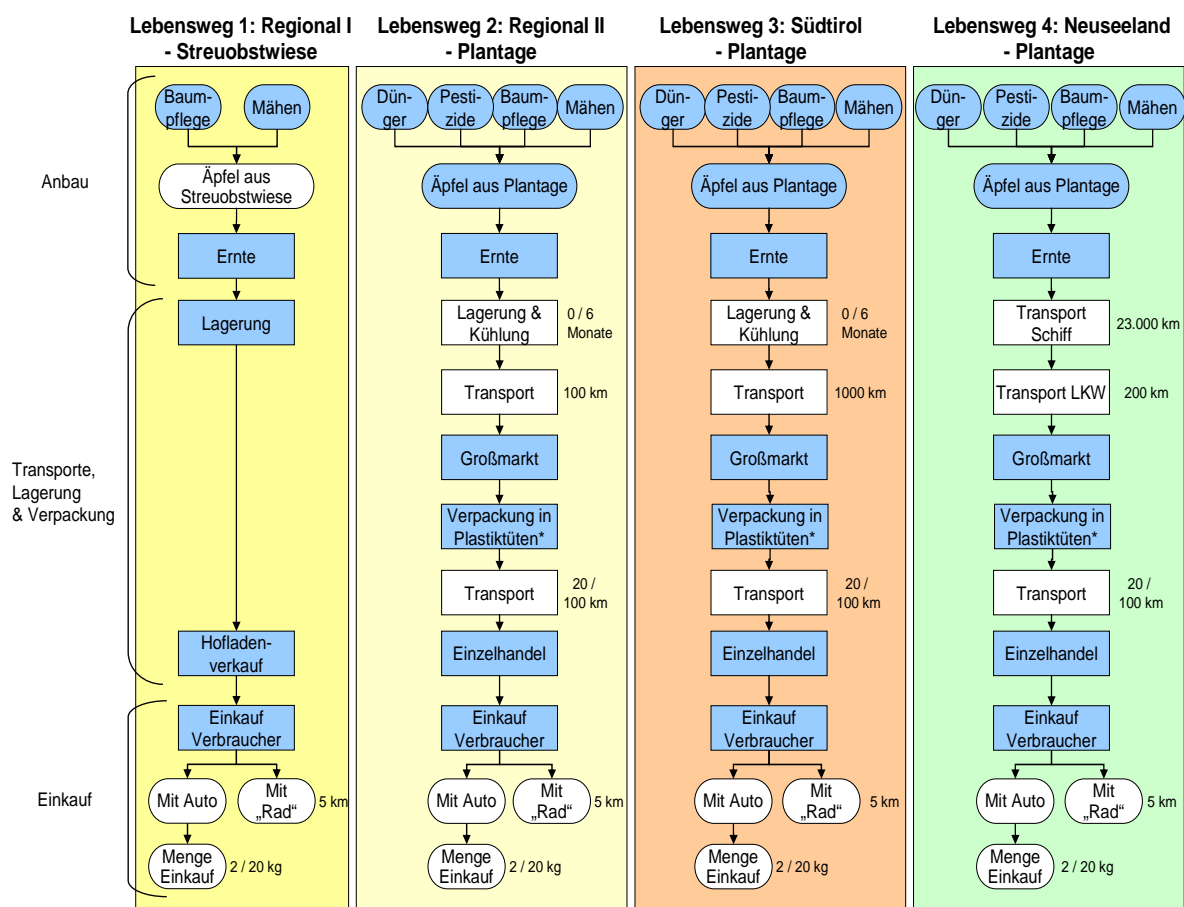 Lebensweg 1: Regional I
- Streuobstwiese
Lebensweg 2: Regional II
- Plantage
Lebensweg 3: Südtirol
- Plantage
Lebensweg 4: Neuseeland
- Plantage
Anbau
Transporte,
Lagerung
& Verpackung
Einkauf
Baum-
pflege
Mähen
Äpfel aus
Streuobstwiese
Ernte
Lagerung
Hofladen-
verkauf
Einkauf
Verbraucher
Mit Auto
Mit
„Rad“
5 km
Menge
Einkauf
2 / 20 kg
Dün-
ger
Pesti-
zide
Baum-
pflege
Mähen
Äpfel aus Plantage
Ernte
Lagerung &
Kühlung
0 / 6
Monate
Transport
100 km
Großmarkt
Verpackung in
Plastiktüten*
Transport
20 /
100 km
Einzelhandel
Einkauf
Verbraucher
Mit Auto
Mit
„Rad“
5 km
Menge
Einkauf
2 / 20 kg
Dün-
ger
Pesti-
zide
Baum-
pflege
Mähen
Äpfel aus Plantage
Ernte
Lagerung &
Kühlung
0 / 6
Monate
Transport
1000 km
Großmarkt
Verpackung in
Plastiktüten*
Transport
20 /
100 km
Einzelhandel
Einkauf
Verbraucher
Mit Auto
Mit
„Rad“
5 km
Menge
Einkauf
2 / 20 kg
Dün-
ger
Pesti-
zide
Baum-
pflege
Mähen
Äpfel aus Plantage
Ernte
Transport
Schiff
23.000 km
Transport LKW
200 km
Großmarkt
Verpackung in
Plastiktüten*
Transport
20 /
100 km
Einzelhandel
Einkauf
Verbraucher
Mit Auto
Mit
„Rad“
5 km
Menge
Einkauf
2 / 20 kg